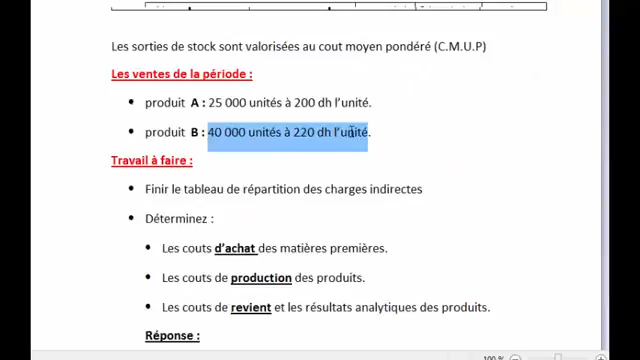 Les sorties de stock sont valorisées au cout moyen pondéré (C.M.U.P)
Les ventes de la période :
• produit A : 25 000 unités à 200 dh l'unité.
• produit B : 40 000 unités à 220 dh l'unité.
Travail à faire :
• Finir le tableau de répartition des charges indirectes
• Déterminez :
• Les couts d'achat des matières premières.
• Les couts de production des produits.
• Les couts de revient et les résultats analytiques des produits.
Réponse :
100 %